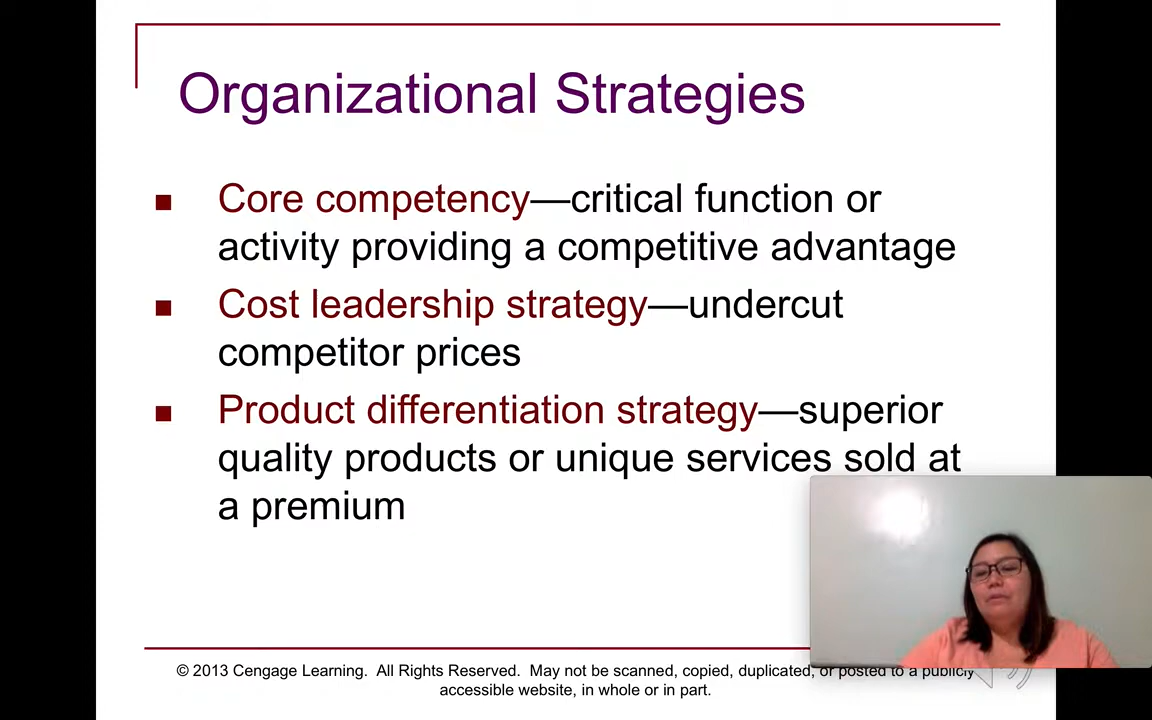 Organizational Strategies
Core competency—critical function or
activity providing a competitive advantage
Cost leadership strategy—undercut
competitor prices
Product differentiation strategy—superior
quality products or unique services sold at
a premium
© 2013 Cengage Learning. All Rights Reserved. May not be scanned, copied, duplicated, or posted to a publicly
accessible website, in whole or in part.